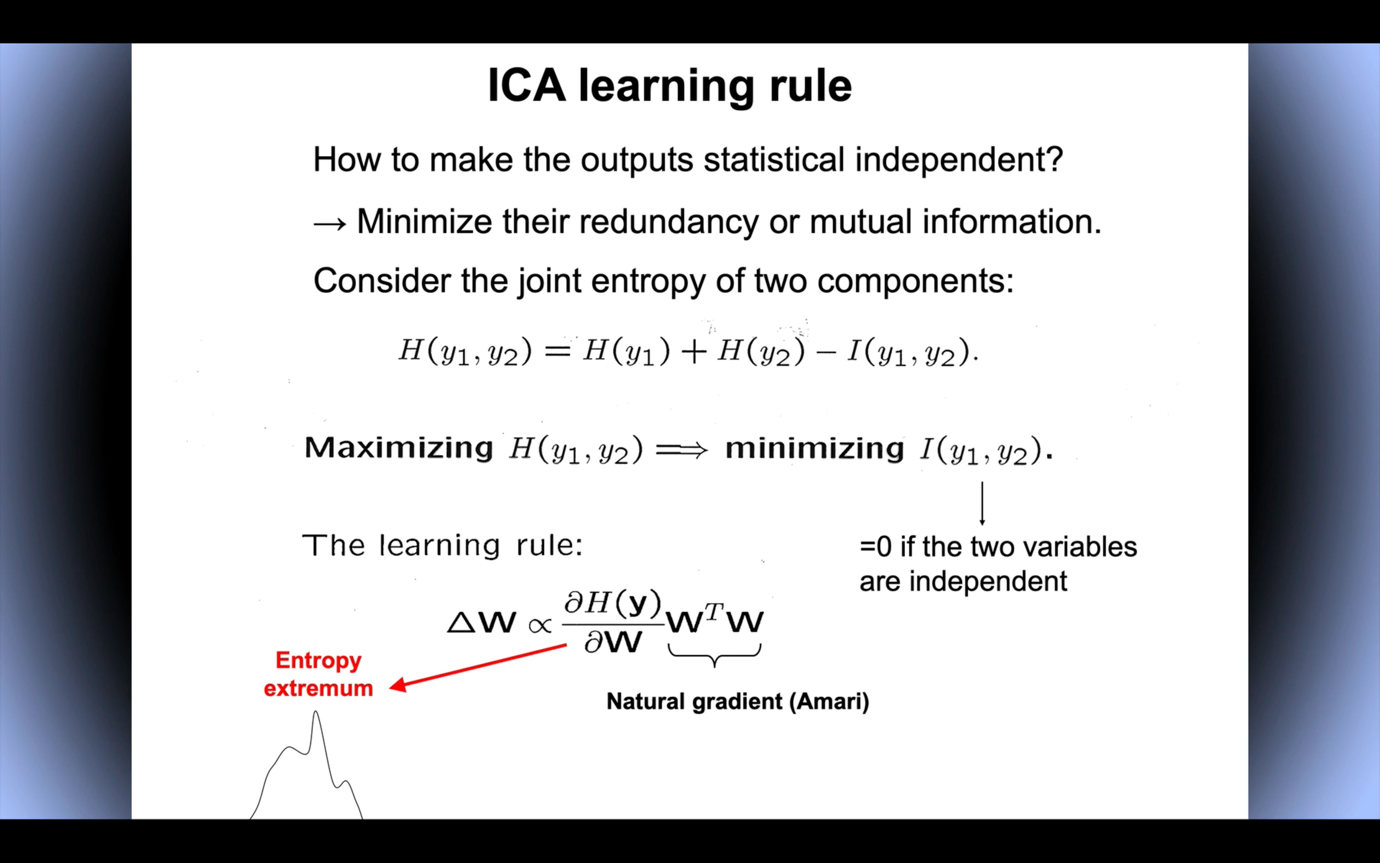 ICA learning rule
How to make the outputs statistical independent?
→ Minimize their redundancy or mutual information.
Consider the joint entropy of two components:
H(y₁, y₂) = H(y₁) + H(y₂) − I(y₁, y₂).
Maximizing H(y₁, y₂) ⟹ minimizing I(y₁, y₂).
The learning rule:
=0 if the two variables
are independent
ΔW ∝ ∂H(y)/∂W WᵀW
Entropy
extremum
Natural gradient (Amari)